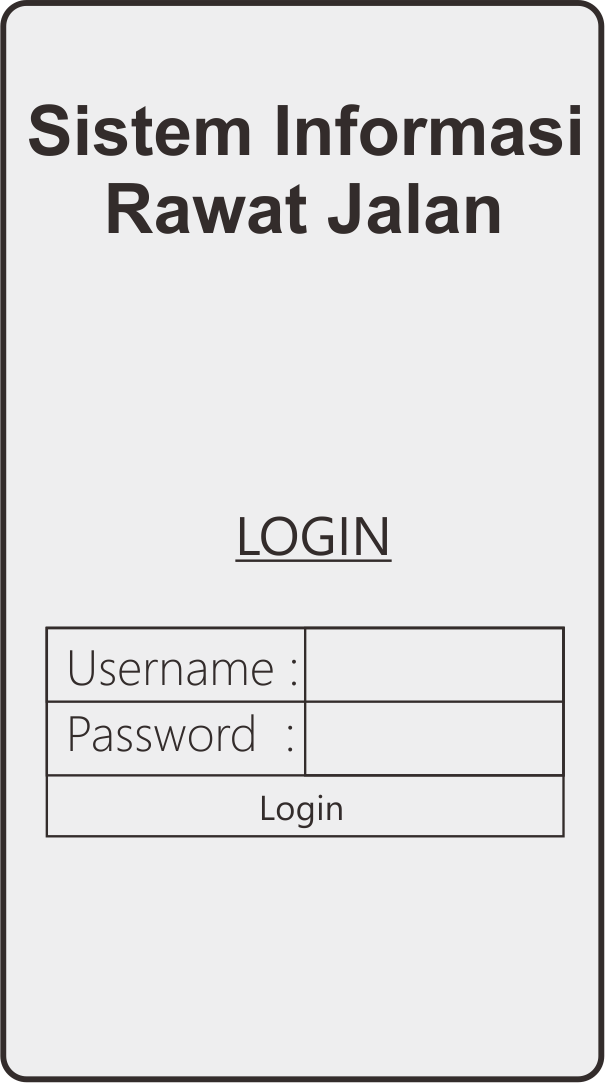 Sistem Informasi
Rawat Jalan
LOGIN
Username :
Password :
Login